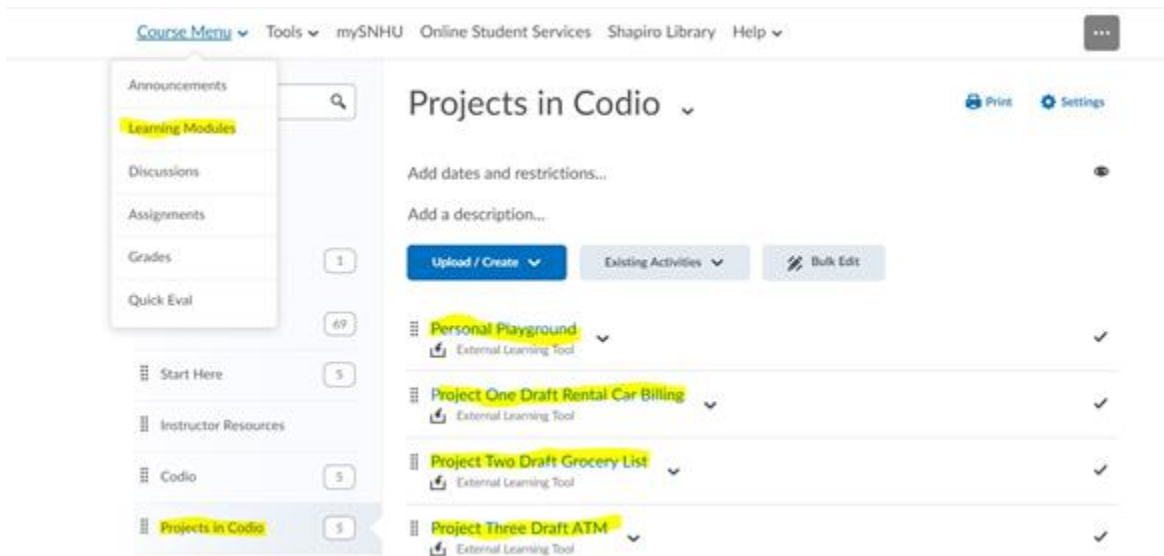 Course Menu Tools mySNHU Online Student Services Shapiro Library Help
Announcements
Learning Modules
Discussions
Assignments
Grades
Quick Eval
1
69
Start Here 5
Instructor Resources
Codio 5
Projects in Codio 5
Projects in Codio
Print Settings
Add dates and restrictions...
Add a description...
Upload / Create Existing Activities Bulk Edit
Personal Playground
External Learning Tool
Project One Draft Rental Car Billing
External Learning Tool
Project Two Draft Grocery List
External Learning Tool
Project Three Draft ATM
External Learning Tool